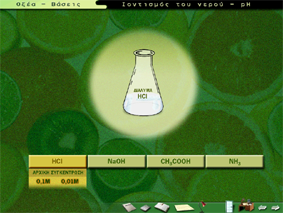 Οξέα - Βάσεις   Ιοντισμός του νερού - pH
ΔΙΑΛΥΜΑ
HCl
HCl   NaOH   CH₃COOH   NH₃
ΑΡΧΙΚΗ ΣΥΓΚΕΝΤΡΩΣΗ
0,1M   0,01M